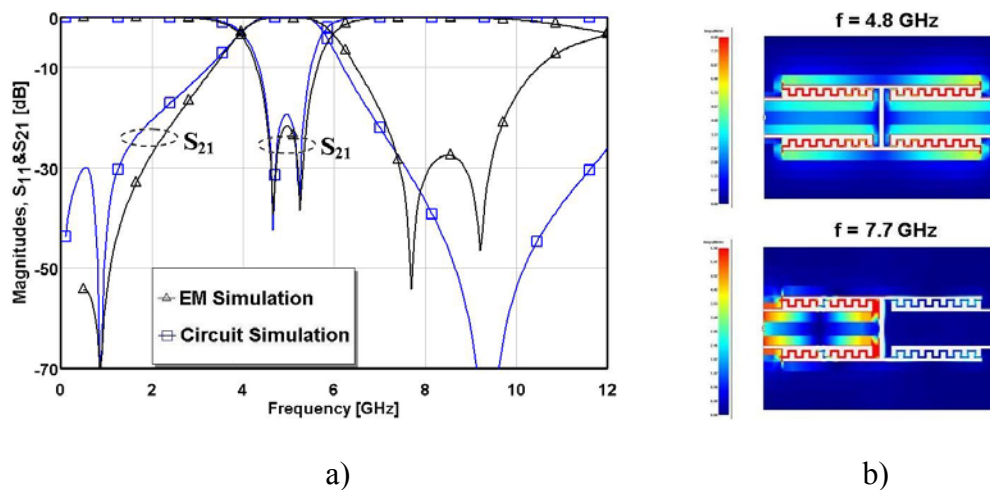 Magnitudes, S11&S21 [dB]
0
-10
-20
-30
-50
-70
S21
S21
EM Simulation
Circuit Simulation
0 2 4 6 8 10 12
Frequency [GHz]
a)
f = 4.8 GHz
f = 7.7 GHz
b)